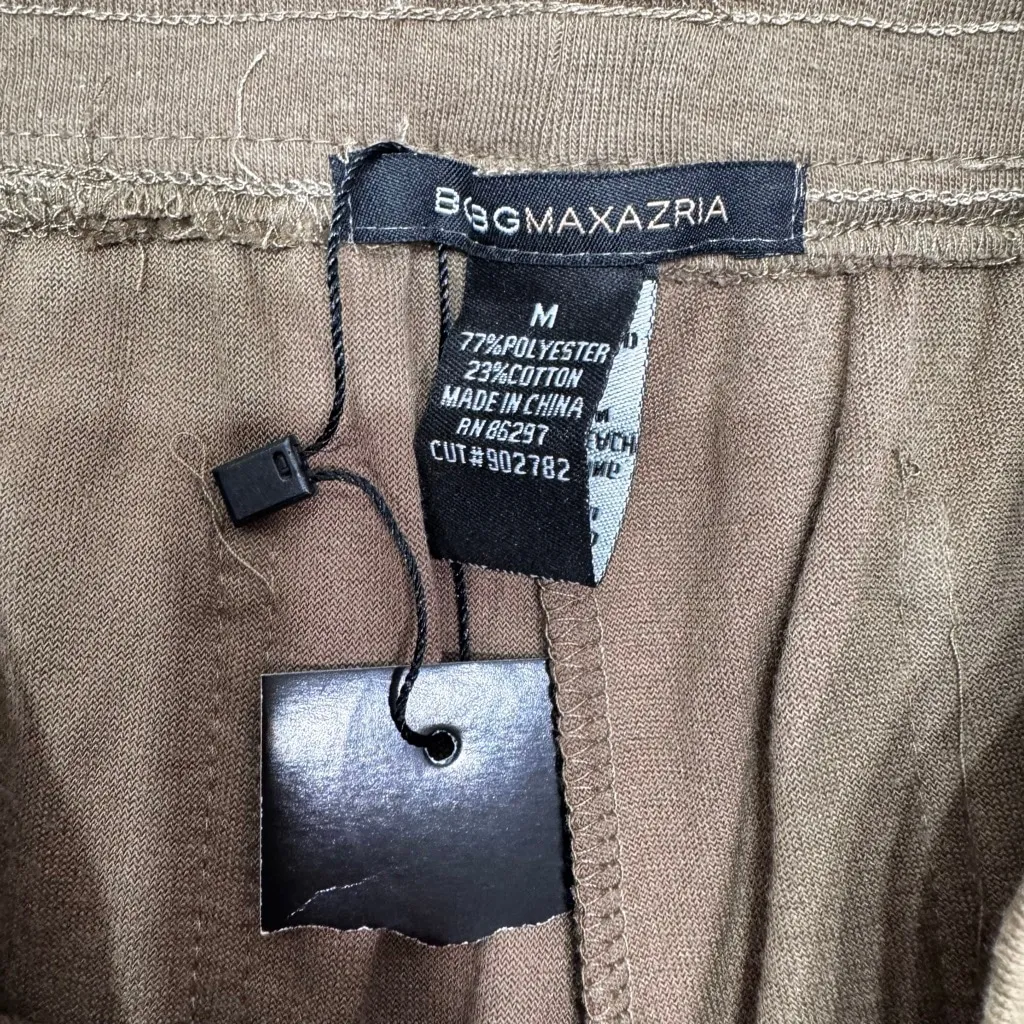 BCBGMAXAZRIA
M
77%POLYESTER
23%COTTON
MADE IN CHINA
RN 86297
CUT#902782